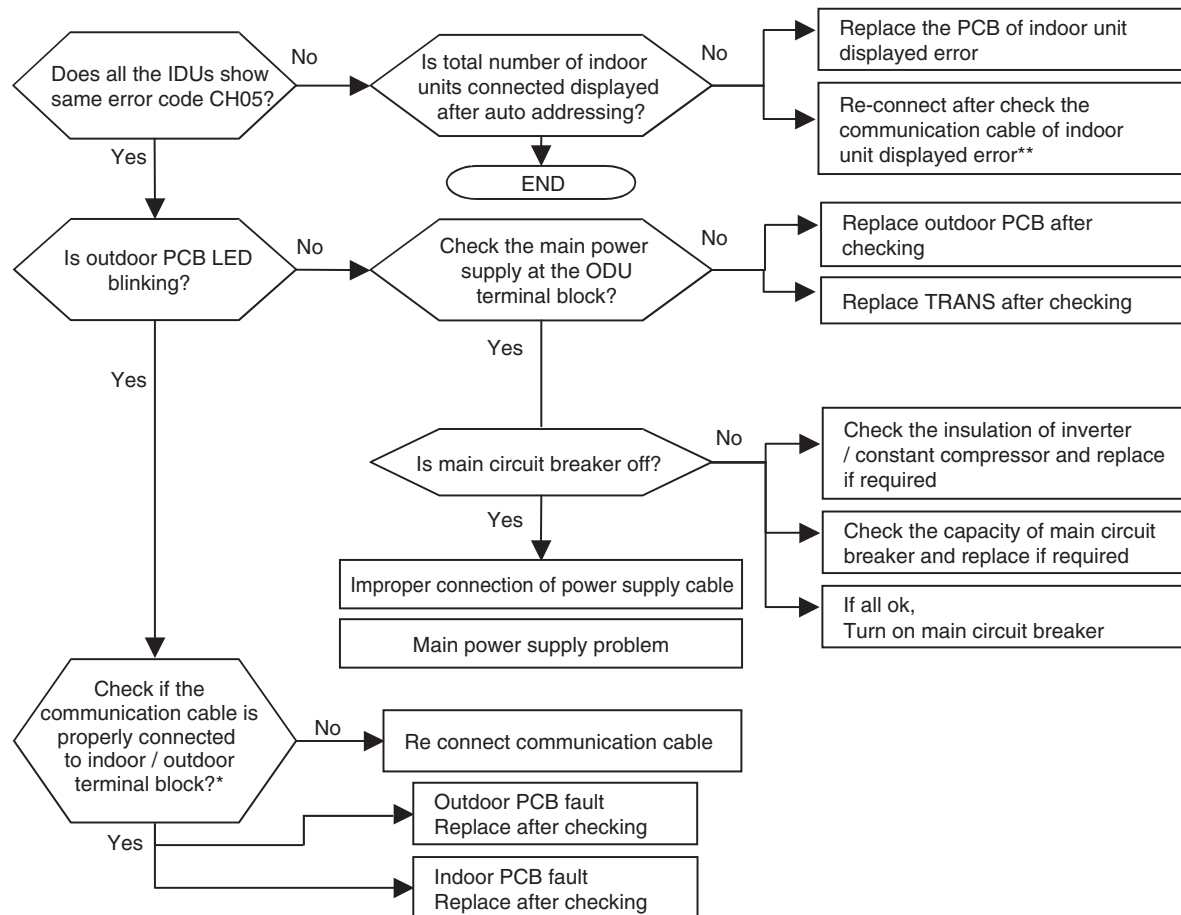 Does all the IDUs show
same error code CH05?
No
Is total number of indoor
units connected displayed
after auto addressing?
No
Replace the PCB of indoor unit
displayed error
Re-connect after check the
communication cable of indoor
unit displayed error**
Yes
END
Is outdoor PCB LED
blinking?
No
Check the main power
supply at the ODU
terminal block?
No
Replace outdoor PCB after
checking
Replace TRANS after checking
Yes
Yes
Is main circuit breaker off?
No
Check the insulation of inverter
/ constant compressor and replace
if required
Check the capacity of main circuit
breaker and replace if required
If all ok,
Turn on main circuit breaker
Yes
Improper connection of power supply cable
Main power supply problem
Check if the
communication cable is
properly connected
to indoor / outdoor
terminal block?*
No
Re connect communication cable
Yes
Outdoor PCB fault
Replace after checking
Indoor PCB fault
Replace after checking